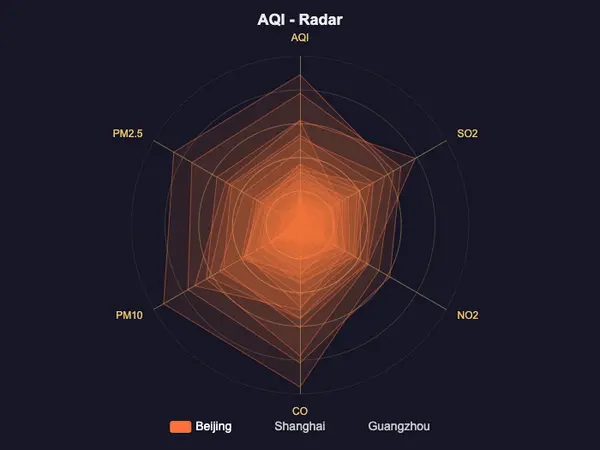 AQI - Radar
AQI
PM2.5
SO2
PM10
NO2
CO
Beijing
Shanghai
Guangzhou